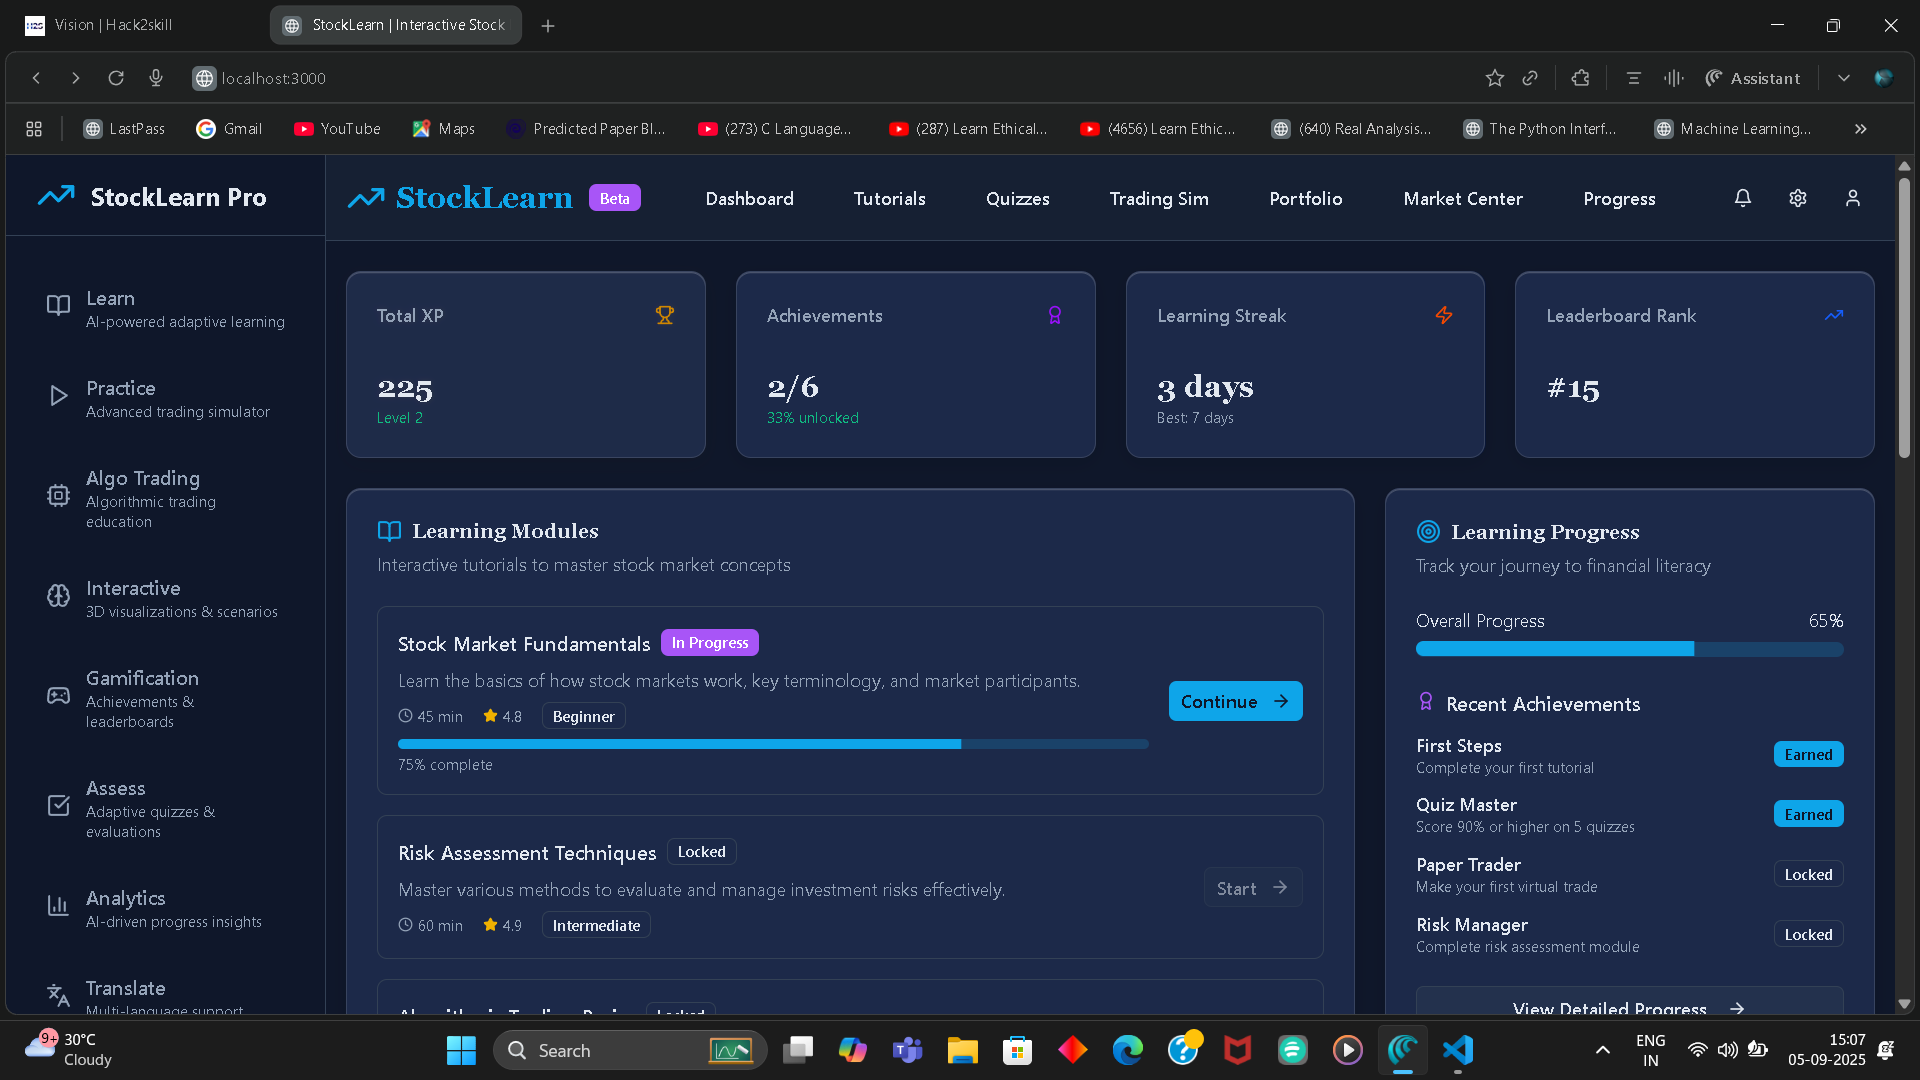 Vision | Hack2skill
StockLearn | Interactive Stock
localhost:3000
Assistant
LastPass
Gmail
YouTube
Maps
Predicted Paper Bl...
(273) C Language...
(287) Learn Ethical...
(4656) Learn Ethic...
(640) Real Analysis...
The Python Interf...
Machine Learning...
StockLearn Pro
Learn
AI-powered adaptive learning
Practice
Advanced trading simulator
Algo Trading
Algorithmic trading
education
Interactive
3D visualizations & scenarios
Gamification
Achievements &
leaderboards
Assess
Adaptive quizzes &
evaluations
Analytics
AI-driven progress insights
Translate
Multi-language support
StockLearn Beta
Dashboard
Tutorials
Quizzes
Trading Sim
Portfolio
Market Center
Progress
Total XP
225
Level 2
Achievements
2/6
33% unlocked
Learning Streak
3 days
Best: 7 days
Leaderboard Rank
#15
Learning Modules
Interactive tutorials to master stock market concepts
Stock Market Fundamentals In Progress
Learn the basics of how stock markets work, key terminology, and market participants.
45 min 4.8 Beginner
75% complete
Continue
Risk Assessment Techniques Locked
Master various methods to evaluate and manage investment risks effectively.
60 min 4.9 Intermediate
Start
Learning Progress
Track your journey to financial literacy
Overall Progress 65%
Recent Achievements
First Steps
Complete your first tutorial
Earned
Quiz Master
Score 90% or higher on 5 quizzes
Earned
Paper Trader
Make your first virtual trade
Locked
Risk Manager
Complete risk assessment module
Locked
View Detailed Progress
9+
30°C
Cloudy
Search
ENG
IN
15:07
05-09-2025